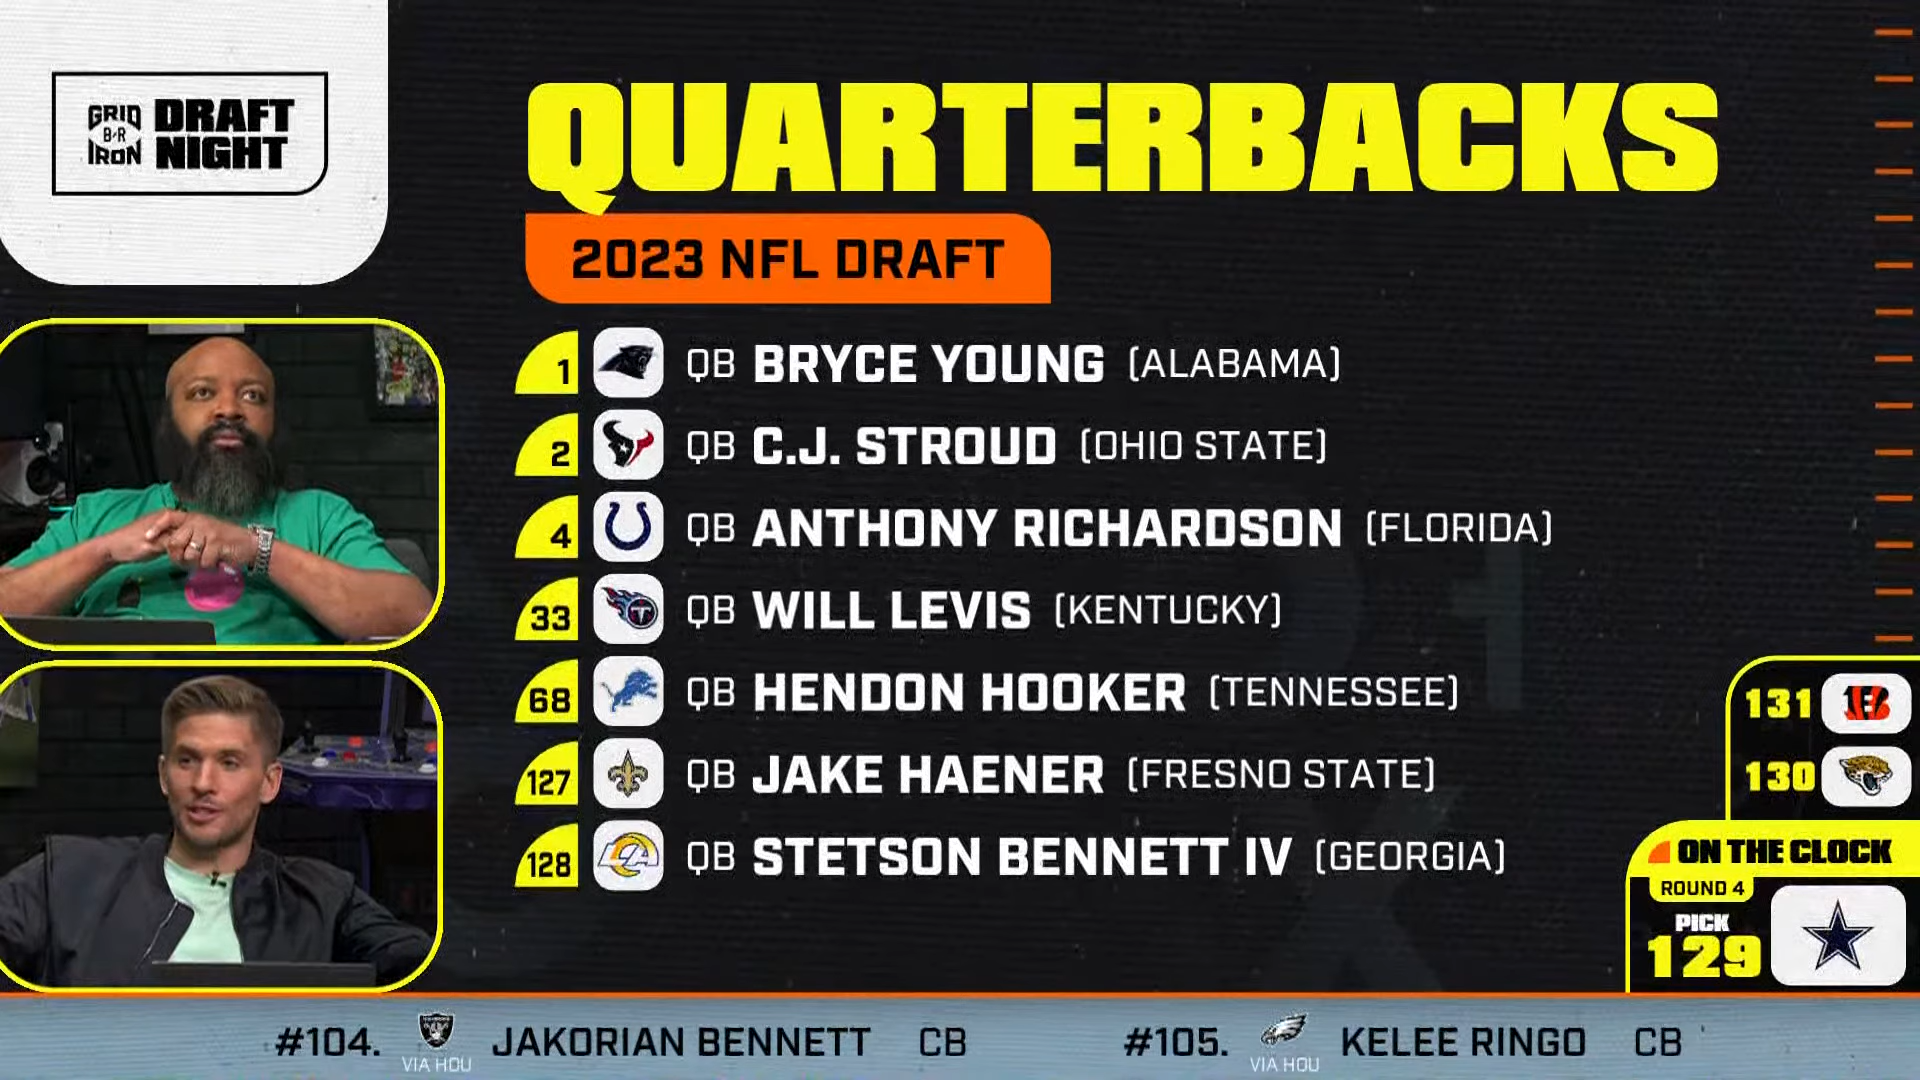 GRID
B/R
IRON
DRAFT
NIGHT
QUARTERBACKS
2023 NFL DRAFT
1 QB BRYCE YOUNG (ALABAMA)
2 QB C.J. STROUD (OHIO STATE)
4 QB ANTHONY RICHARDSON (FLORIDA)
33 QB WILL LEVIS (KENTUCKY)
68 QB HENDON HOOKER (TENNESSEE)
127 QB JAKE HAENER (FRESNO STATE)
128 QB STETSON BENNETT IV (GEORGIA)
131
130
ON THE CLOCK
ROUND 4
PICK
129
#104. VIA HOU JAKORIAN BENNETT CB #105. VIA HOU KELEE RINGO CB